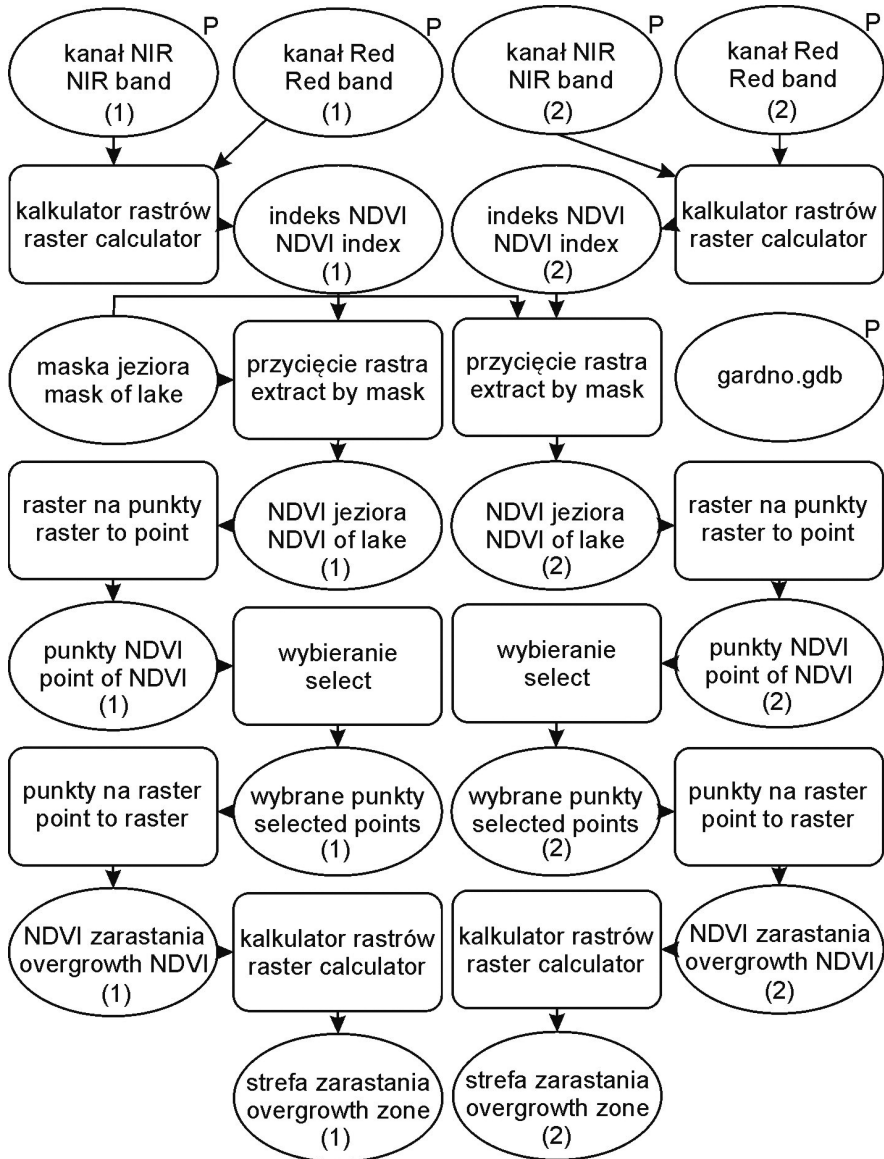 kanał NIR
NIR band
(1)
P
kanał Red
Red band
(1)
P
kanał NIR
NIR band
(2)
P
kanał Red
Red band
(2)
P
kalkulator rastrów
raster calculator
indeks NDVI
NDVI index
(1)
indeks NDVI
NDVI index
(2)
kalkulator rastrów
raster calculator
maska jeziora
mask of lake
przycięcie rastra
extract by mask
przycięcie rastra
extract by mask
gardno.gdb
P
raster na punkty
raster to point
NDVI jeziora
NDVI of lake
(1)
NDVI jeziora
NDVI of lake
(2)
raster na punkty
raster to point
punkty NDVI
point of NDVI
(1)
wybieranie
select
wybieranie
select
punkty NDVI
point of NDVI
(2)
punkty na raster
point to raster
wybrane punkty
selected points
(1)
wybrane punkty
selected points
(2)
punkty na raster
point to raster
NDVI zarastania
overgrowth NDVI
(1)
kalkulator rastrów
raster calculator
kalkulator rastrów
raster calculator
NDVI zarastania
overgrowth NDVI
(2)
strefa zarastania
overgrowth zone
(1)
strefa zarastania
overgrowth zone
(2)